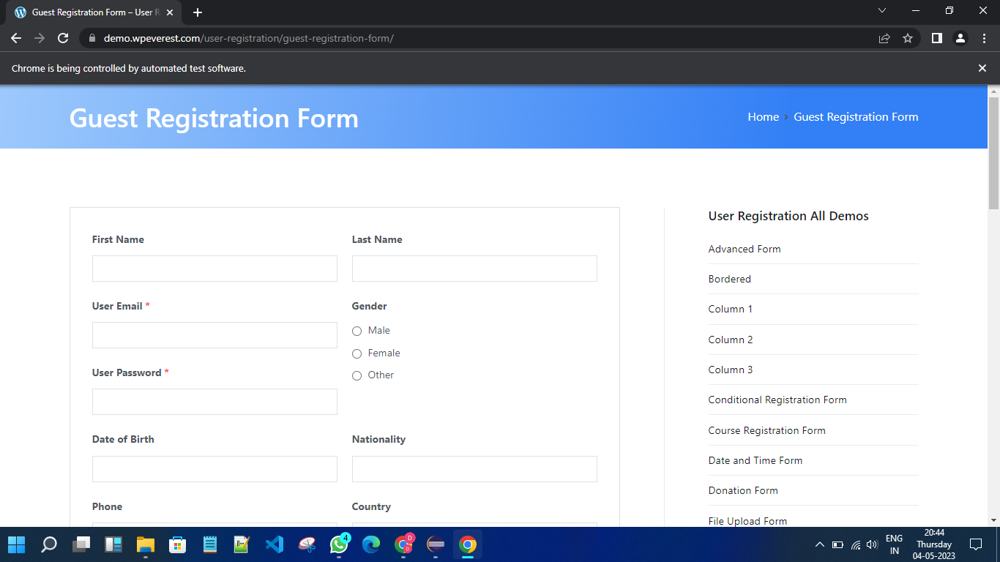 Guest Registration Form – User R
demo.wpeverest.com/user-registration/guest-registration-form/
Chrome is being controlled by automated test software.
Guest Registration Form
Home › Guest Registration Form
First Name
Last Name
User Email *
Gender
Male
Female
Other
User Password *
Date of Birth
Nationality
Phone
Country
User Registration All Demos
Advanced Form
Bordered
Column 1
Column 2
Column 3
Conditional Registration Form
Course Registration Form
Date and Time Form
Donation Form
File Upload Form
4
D
D
ENG
IN
20:44
Thursday
04-05-2023